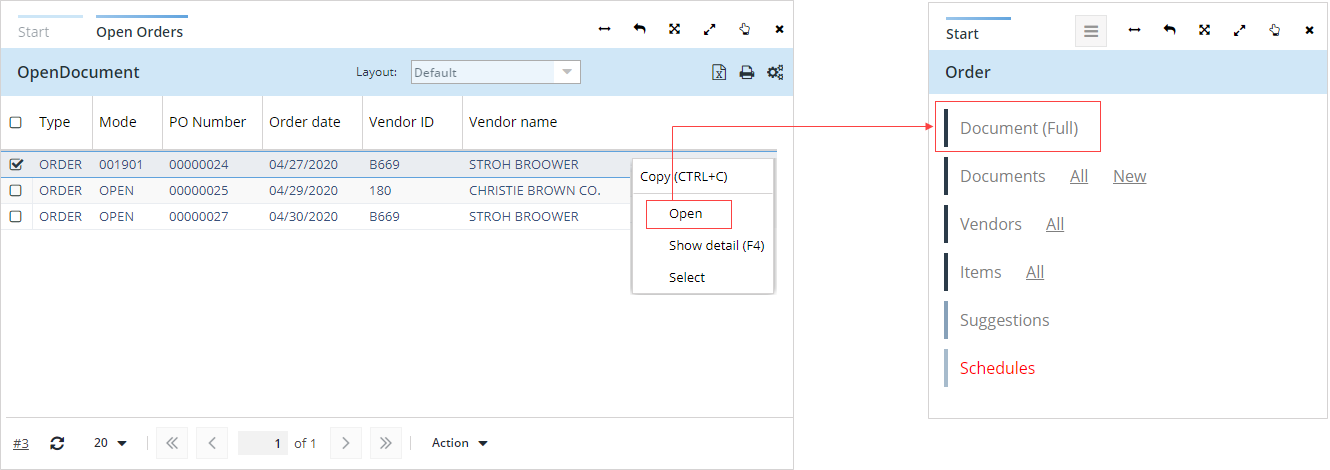 Start Open Orders
OpenDocument Layout: Default
Type Mode PO Number Order date Vendor ID Vendor name
ORDER 001901 00000024 04/27/2020 B669 STROH BROOWER
ORDER OPEN 00000025 04/29/2020 180 CHRISTIE BROWN CO.
ORDER OPEN 00000027 04/30/2020 B669 STROH BROOWER
Copy (CTRL+C)
Open
Show detail (F4)
Select
#3 20 1 of 1 Action
Start
Order
Document (Full)
Documents All New
Vendors All
Items All
Suggestions
Schedules